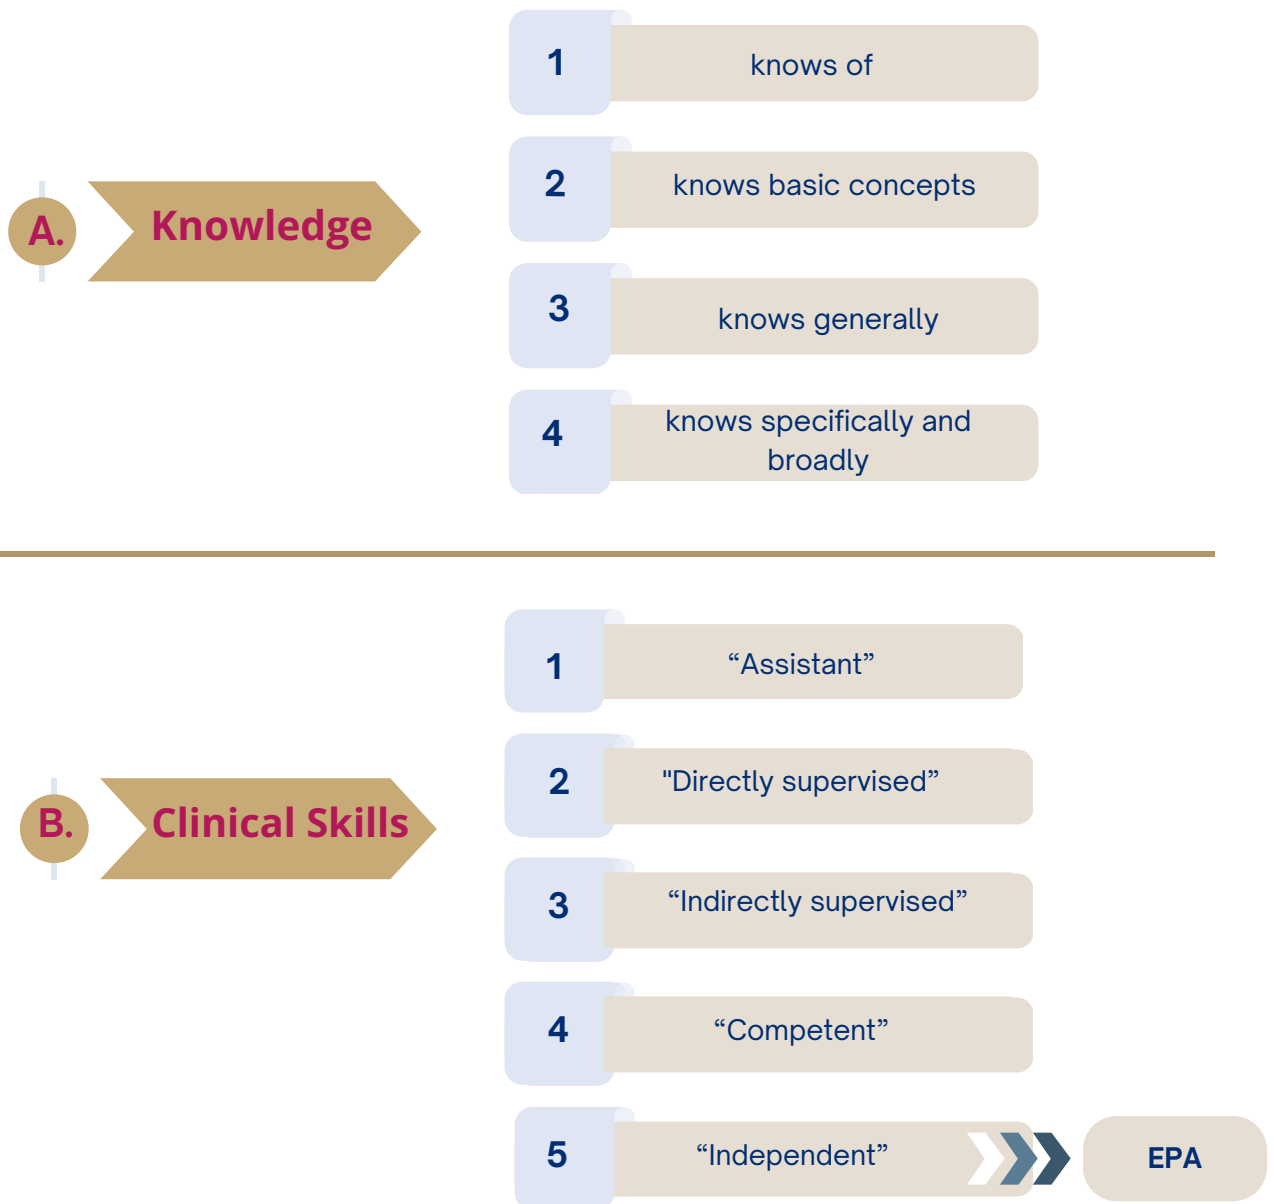 A.
Knowledge
1
knows of
2
knows basic concepts
3
knows generally
4
knows specifically and
broadly
B.
Clinical Skills
1
“Assistant”
2
"Directly supervised”
3
“Indirectly supervised”
4
“Competent”
5
“Independent”
EPA